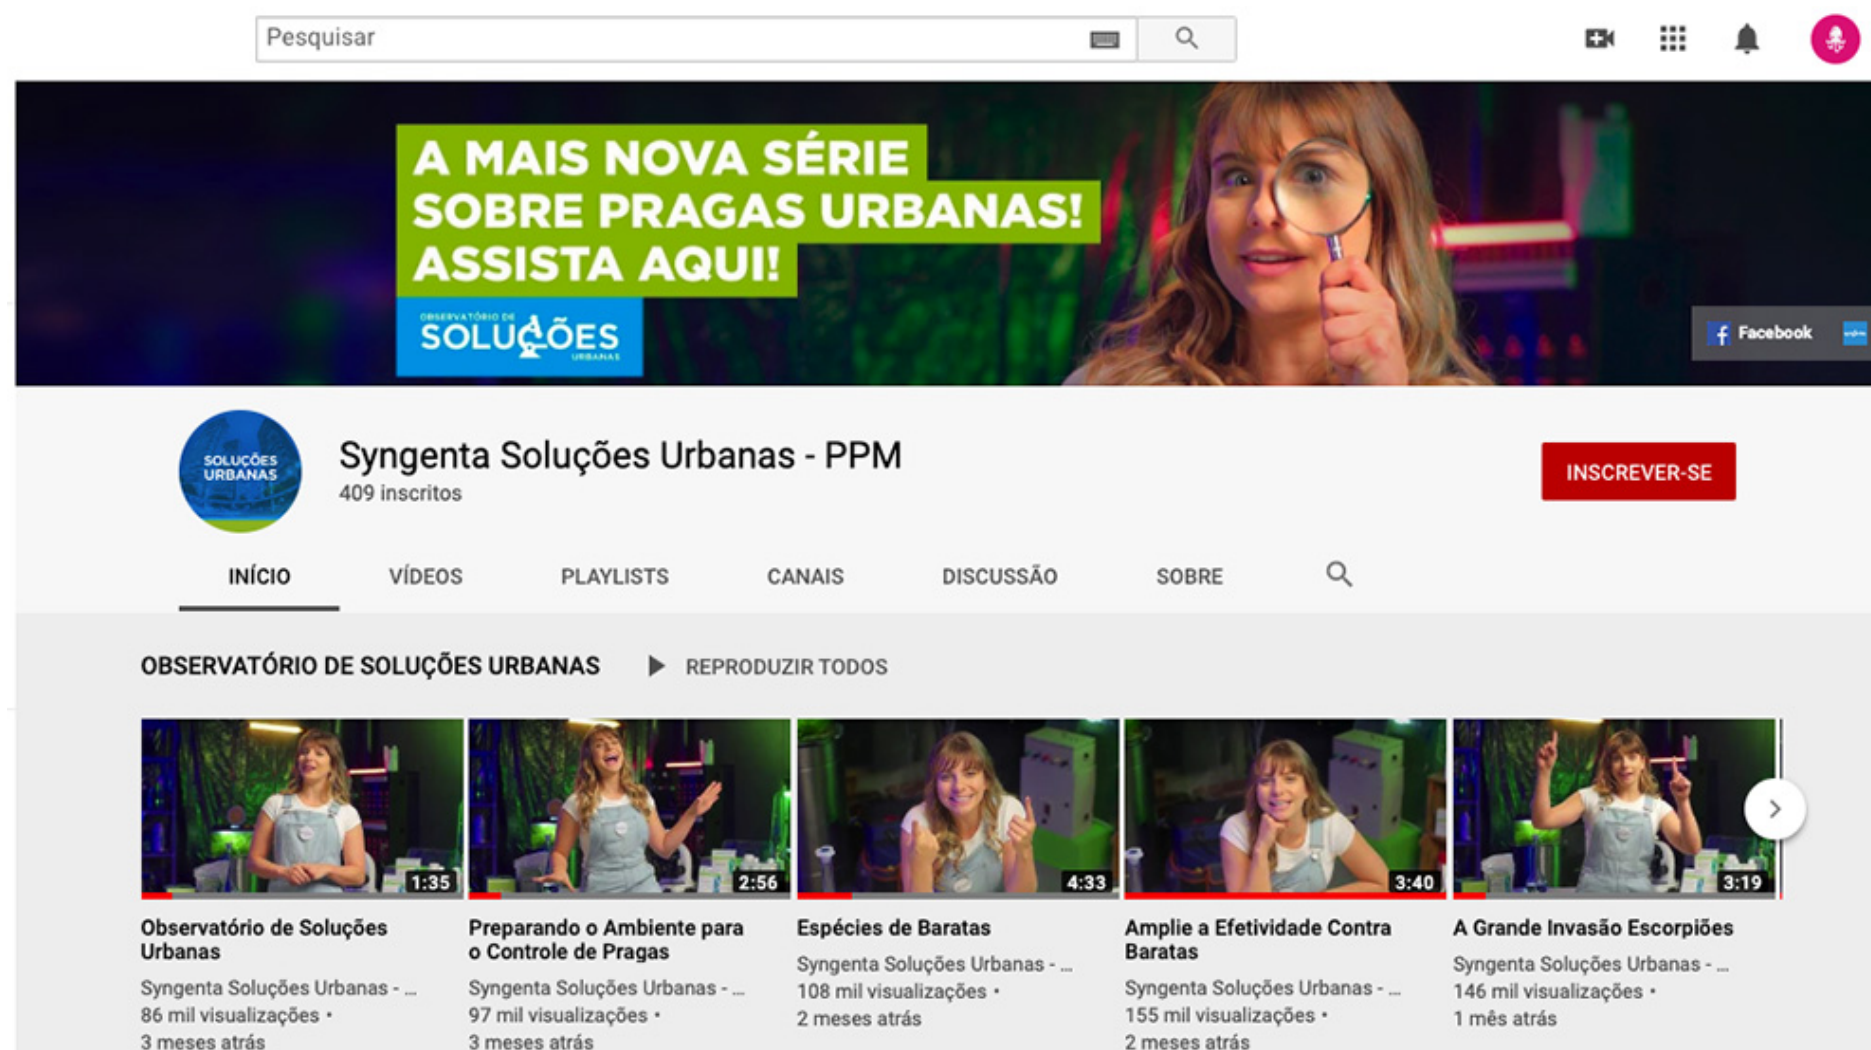 Pesquisar
A MAIS NOVA SÉRIE
SOBRE PRAGAS URBANAS!
ASSISTA AQUI!
OBSERVATÓRIO DE
SOLUÇÕES
URBANAS
Facebook
SOLUÇÕES
URBANAS
Syngenta Soluções Urbanas - PPM
409 inscritos
INSCREVER-SE
INÍCIO VÍDEOS PLAYLISTS CANAIS DISCUSSÃO SOBRE
OBSERVATÓRIO DE SOLUÇÕES URBANAS REPRODUZIR TODOS
1:35
2:56
4:33
3:40
3:19
Observatório de Soluções
Urbanas
Syngenta Soluções Urbanas - ...
86 mil visualizações •
3 meses atrás
Preparando o Ambiente para
o Controle de Pragas
Syngenta Soluções Urbanas - ...
97 mil visualizações •
3 meses atrás
Espécies de Baratas
Syngenta Soluções Urbanas - ...
108 mil visualizações •
2 meses atrás
Amplie a Efetividade Contra
Baratas
Syngenta Soluções Urbanas - ...
155 mil visualizações •
2 meses atrás
A Grande Invasão Escorpiões
Syngenta Soluções Urbanas - ...
146 mil visualizações •
1 mês atrás